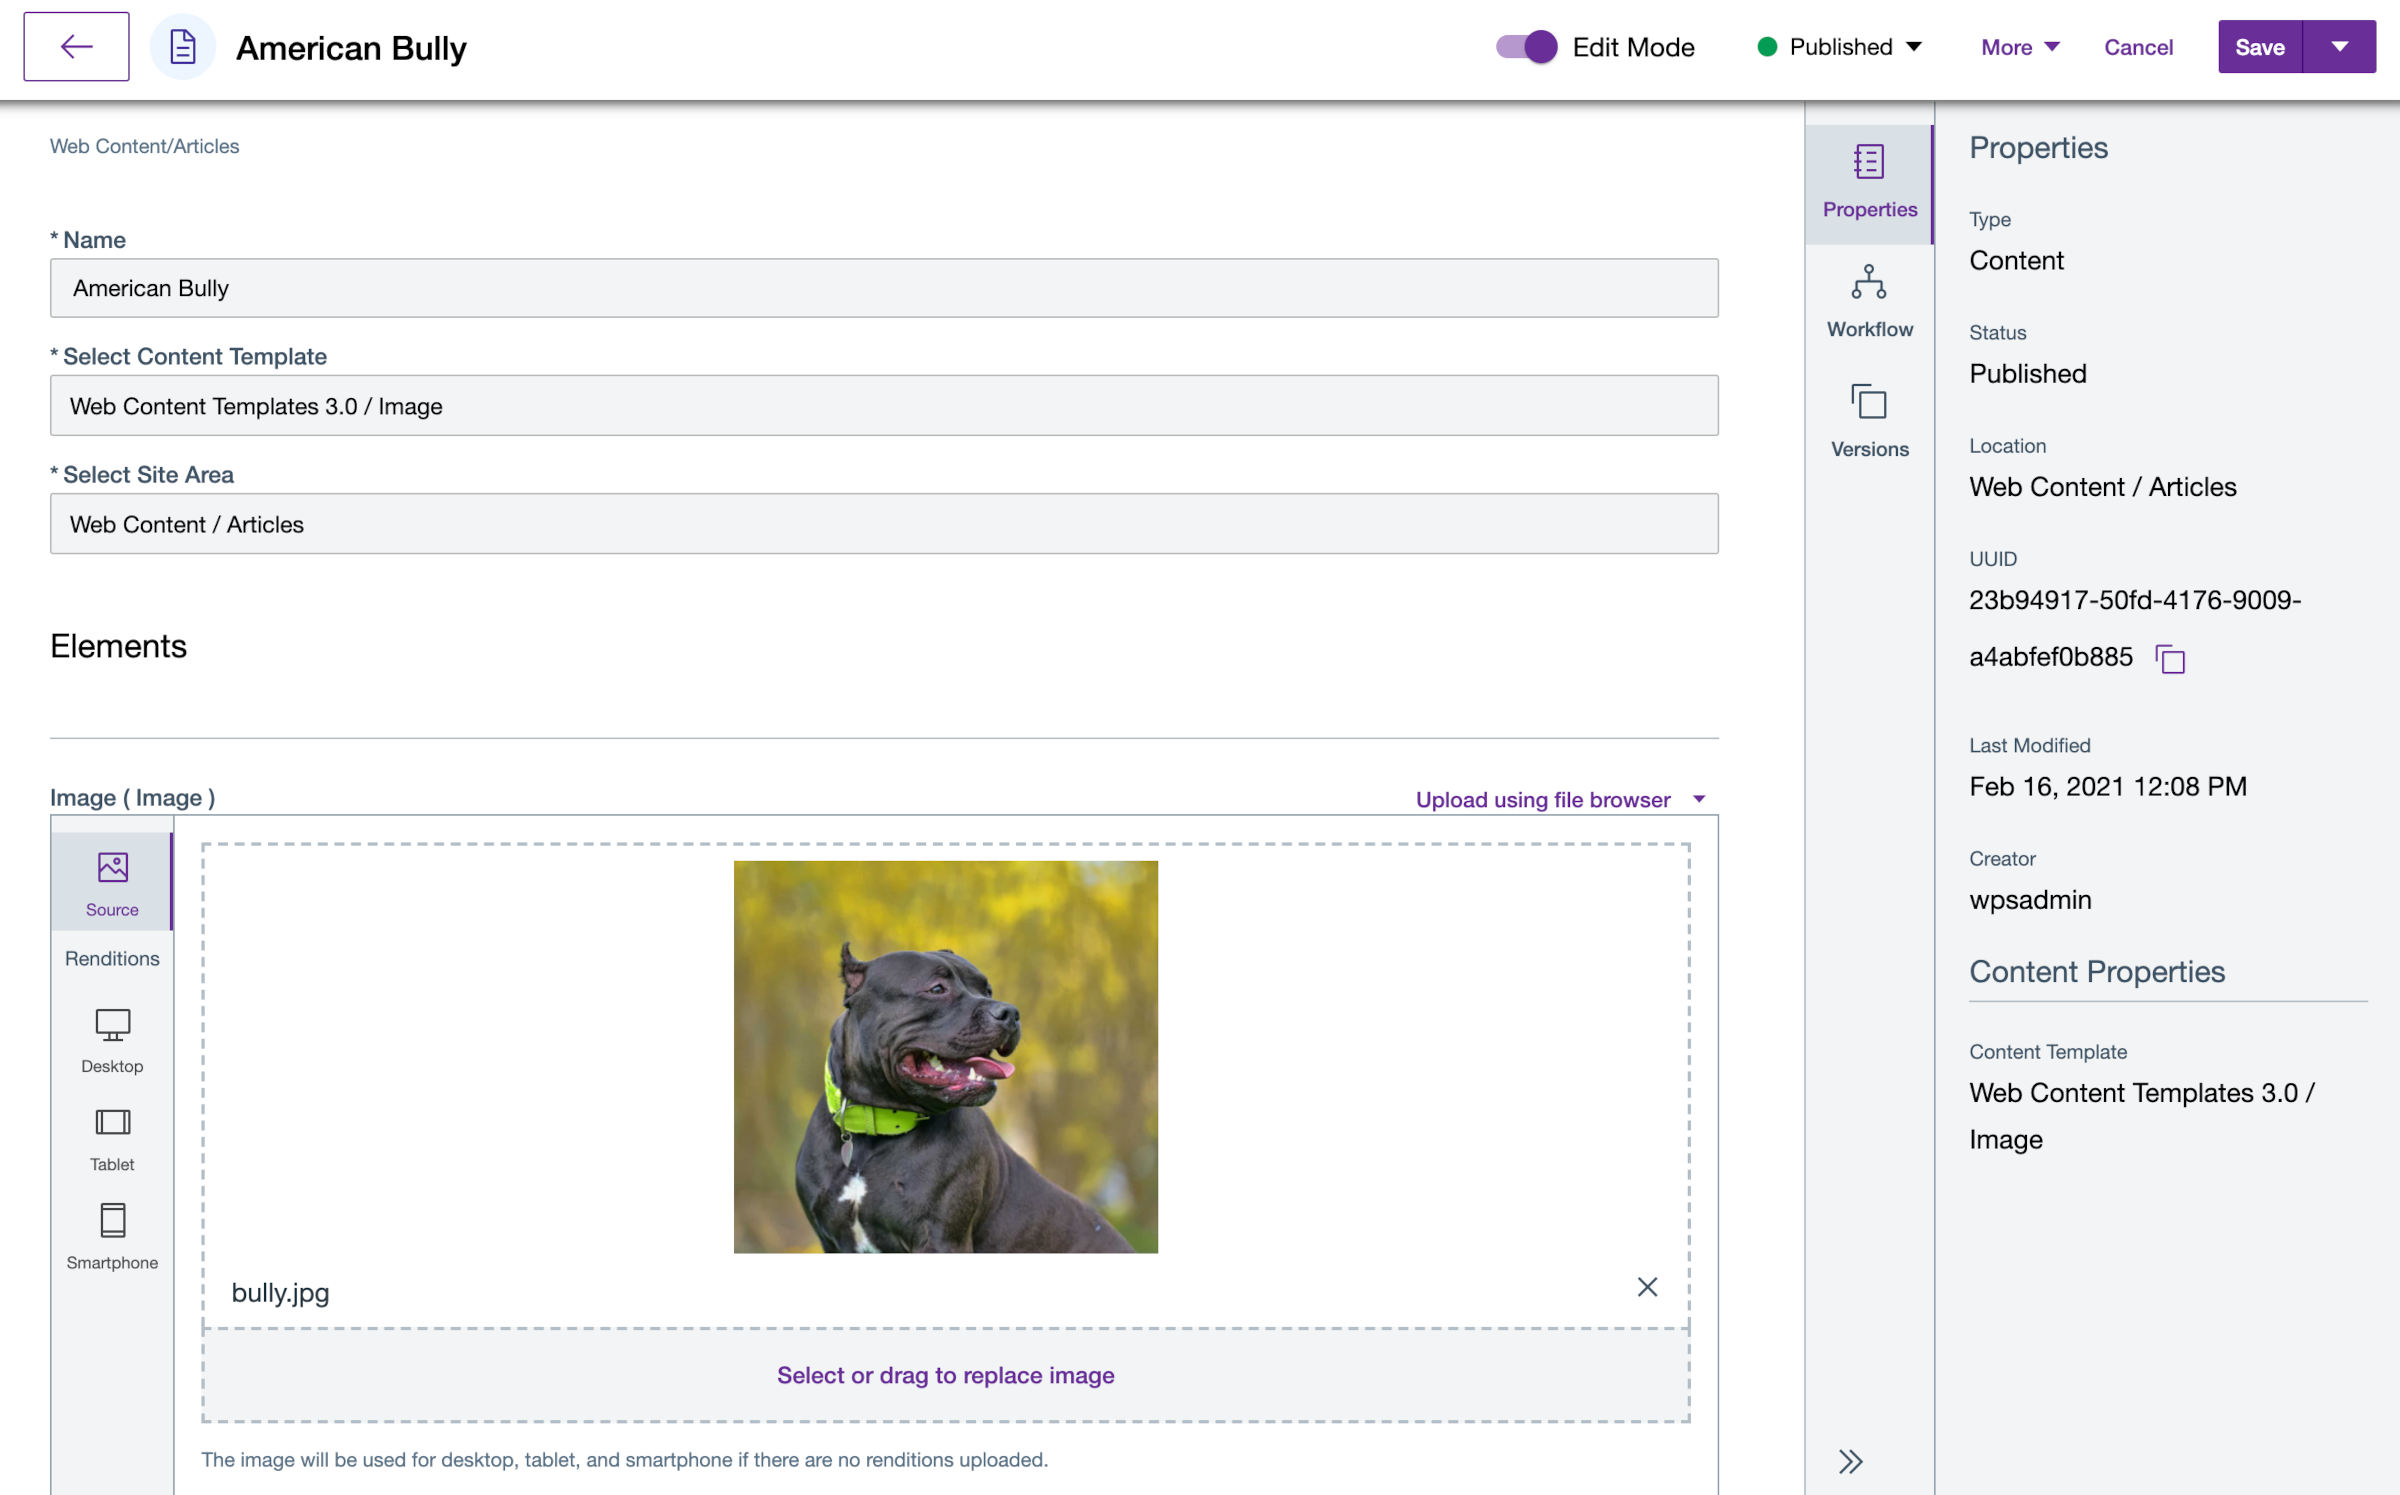 American Bully
Edit Mode
Published
More
Cancel
Save
Web Content/Articles
* Name
American Bully
* Select Content Template
Web Content Templates 3.0 / Image
* Select Site Area
Web Content / Articles
Elements
Image ( Image )
Upload using file browser
Source
Renditions
Desktop
Tablet
Smartphone
bully.jpg
Select or drag to replace image
The image will be used for desktop, tablet, and smartphone if there are no renditions uploaded.
Properties
Workflow
Versions
Properties
Type
Content
Status
Published
Location
Web Content / Articles
UUID
23b94917-50fd-4176-9009-
a4abfef0b885
Last Modified
Feb 16, 2021 12:08 PM
Creator
wpsadmin
Content Properties
Content Template
Web Content Templates 3.0 /
Image